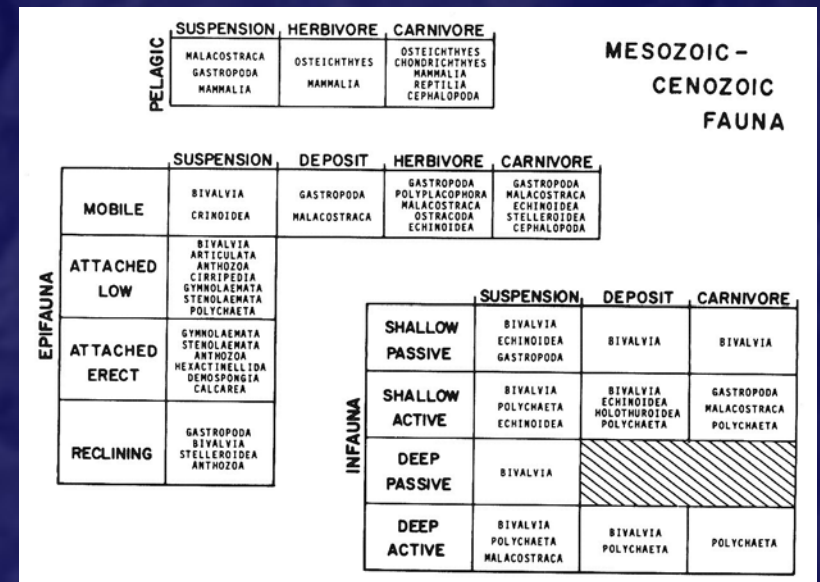 MESOZOIC-
CENOZOIC
FAUNA
PELAGIC
SUSPENSION HERBIVORE CARNIVORE
MALACOSTRACA
GASTROPODA
MAMMALIA
OSTEICHTHYES
MAMMALIA
OSTEICHTHYES
CHONDRICHTHYES
MAMMALIA
REPTILIA
CEPHALOPODA
EPIFAUNA
SUSPENSION DEPOSIT HERBIVORE CARNIVORE
MOBILE
BIVALVIA
CRINOIDEA
GASTROPODA
MALACOSTRACA
GASTROPODA
POLYPLACOPHORA
MALACOSTRACA
OSTRACODA
ECHINOIDEA
GASTROPODA
MALACOSTRACA
ECHINOIDEA
STELLEROIDEA
CEPHALOPODA
ATTACHED
LOW
BIVALVIA
ARTICULATA
ANTHOZOA
CIRRIPEDIA
GYMNOLAEMATA
STENOLAEMATA
POLYCHAETA
ATTACHED
ERECT
GYMNOLAEMATA
STENOLAEMATA
ANTHOZOA
HEXACTINELLIDA
DEMOSPONGIA
CALCAREA
RECLINING
GASTROPODA
BIVALVIA
STELLEROIDEA
ANTHOZOA
INFAUNA
SUSPENSION DEPOSIT CARNIVORE
SHALLOW
PASSIVE
BIVALVIA
ECHINOIDEA
GASTROPODA
BIVALVIA
BIVALVIA
SHALLOW
ACTIVE
BIVALVIA
POLYCHAETA
ECHINOIDEA
BIVALVIA
ECHINOIDEA
HOLOTHUROIDEA
POLYCHAETA
GASTROPODA
MALACOSTRACA
POLYCHAETA
DEEP
PASSIVE
BIVALVIA
DEEP
ACTIVE
BIVALVIA
POLYCHAETA
MALACOSTRACA
BIVALVIA
POLYCHAETA
POLYCHAETA